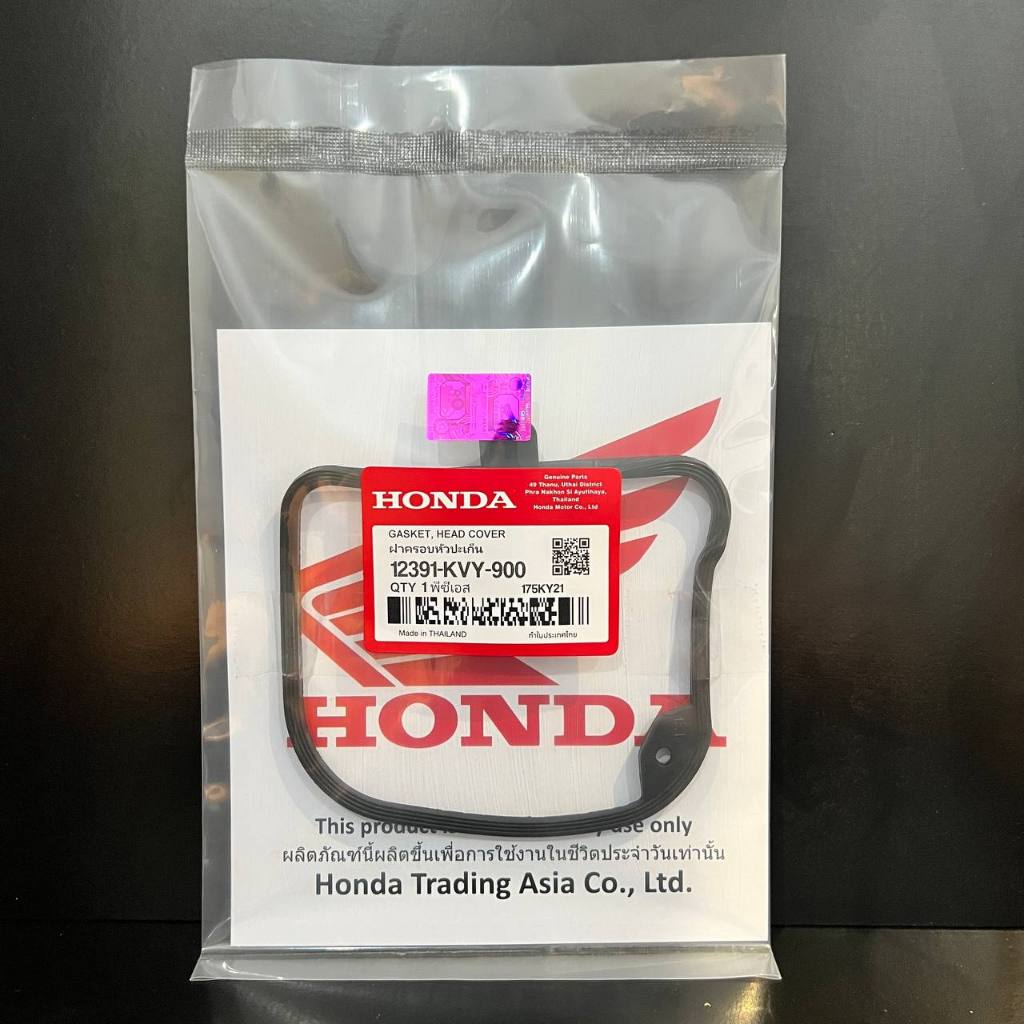 HONDA
Genuine Parts
49 Thanu, Uthai District
Phra Nakhon Si Ayutthaya,
Thailand
Honda Motor Co., Ltd
GASKET, HEAD COVER
ฝาครอบหัวปะเก็น
12391-KVY-900
QTY 1 พีซีเอส
175KY21
Made in THAILAND
ทำในประเทศไทย
HONDA
This use only
ผลิตภัณฑ์นี้ผลิตขึ้นเพื่อการใช้งานในชีวิตประจำวันเท่านั้น
Honda Trading Asia Co., Ltd.